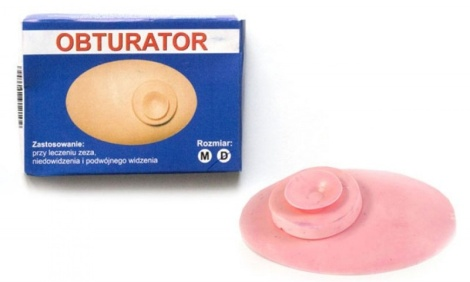 OBTURATOR
Zastosowanie:
przy leczeniu zeza,
niedowidzenia i podwójnego widzenia
Rozmiar:
M D